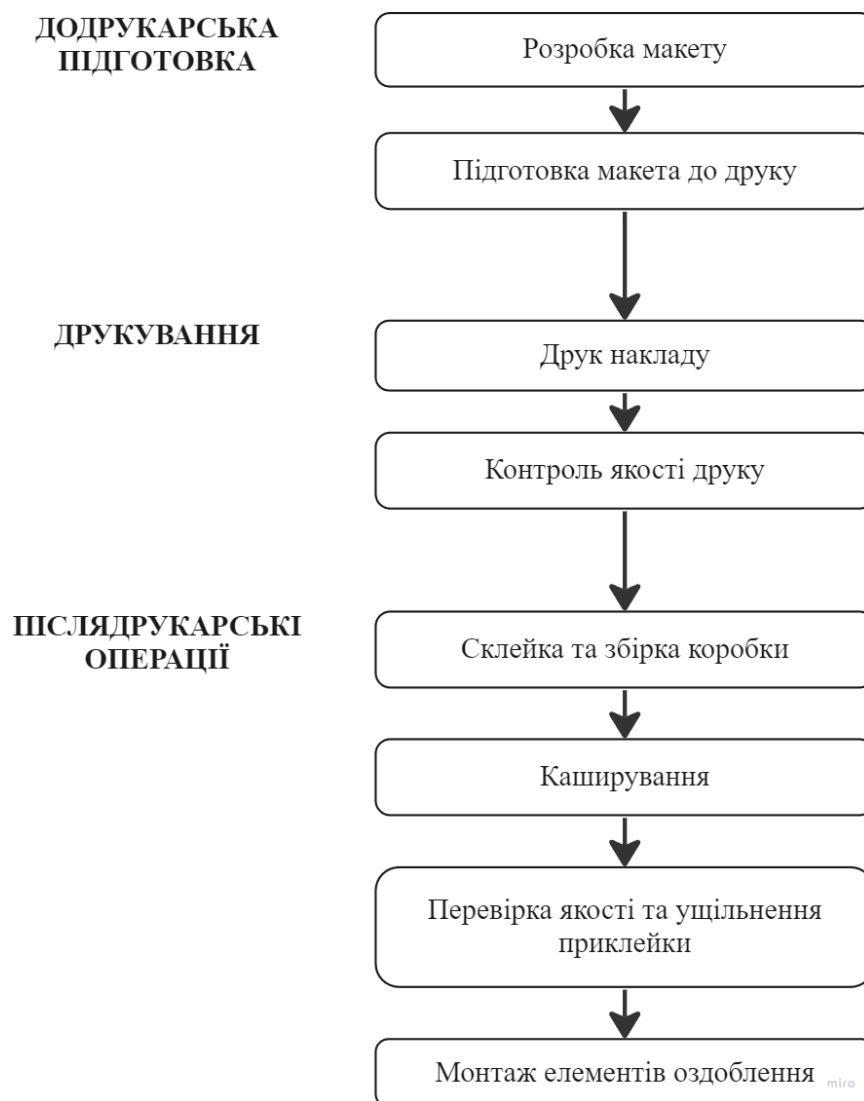 ДОДРУКАРСЬКА
ПІДГОТОВКА
Розробка макету
Підготовка макета до друку
ДРУКУВАННЯ
Друк накладу
Контроль якості друку
ПІСЛЯДРУКАРСЬКІ
ОПЕРАЦІЇ
Склейка та збірка коробки
Каширування
Перевірка якості та ущільнення
приклейки
Монтаж елементів оздоблення
miro